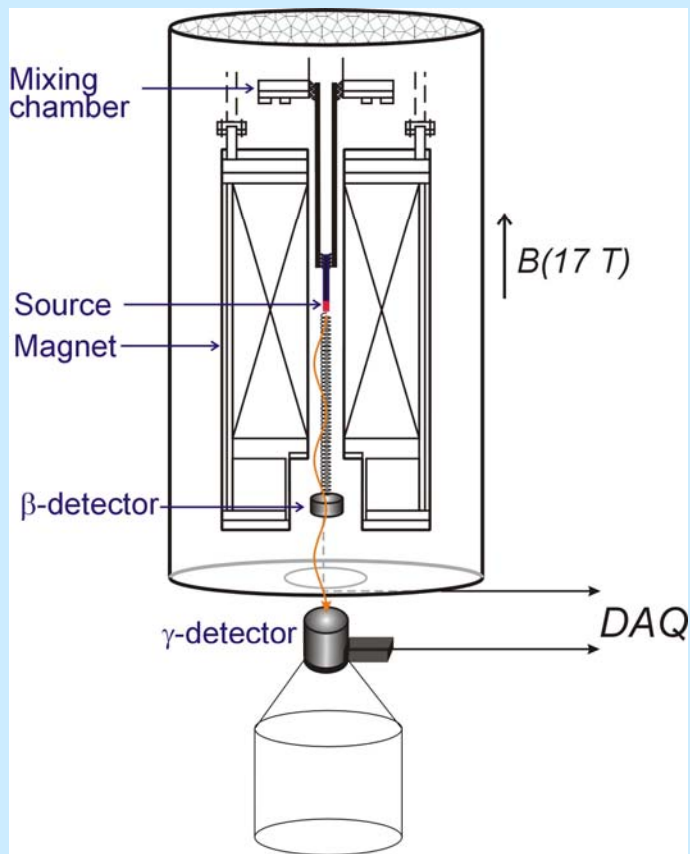 Mixing
chamber
B(17 T)
Source
Magnet
β-detector
γ-detector
DAQ